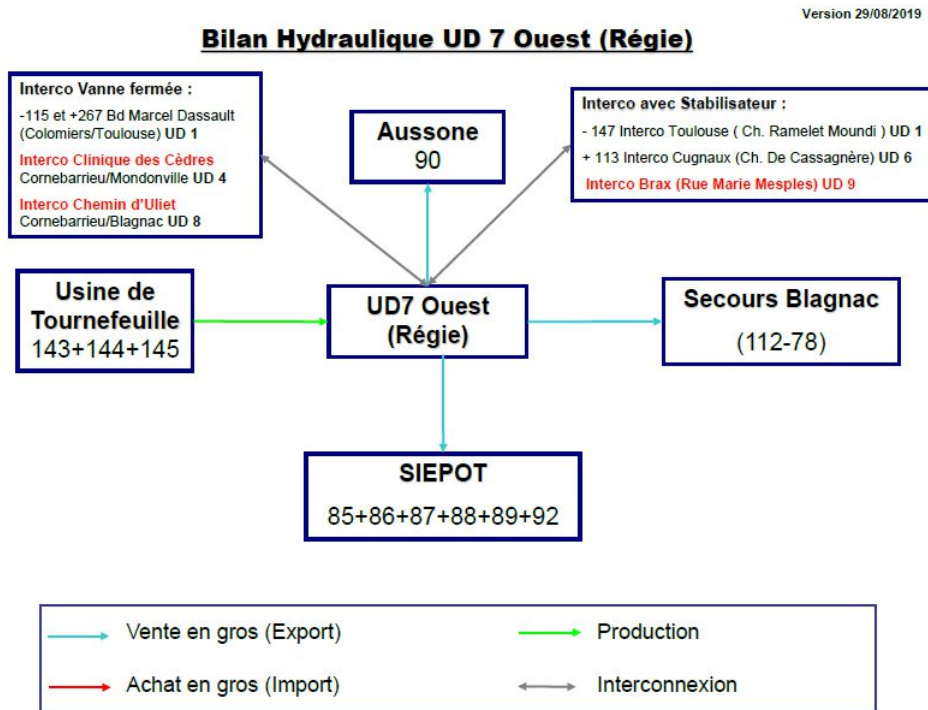 Version 29/08/2019
Bilan Hydraulique UD 7 Ouest (Régie)
Interco Vanne fermée :
-115 et +267 Bd Marcel Dassault
(Colomiers/Toulouse) UD 1
Interco Clinique des Cèdres
Cornebarrieu/Mondonville UD 4
Interco Chemin d'Uliet
Cornebarrieu/Blagnac UD 8
Aussone
90
Interco avec Stabilisateur :
- 147 Interco Toulouse ( Ch. Ramelet Moundi ) UD 1
+ 113 Interco Cugnaux (Ch. De Cassagnère) UD 6
Interco Brax (Rue Marie Mesples) UD 9
Usine de
Tournefeuille
143+144+145
UD7 Ouest
(Régie)
Secours Blagnac
(112-78)
SIEPOT
85+86+87+88+89+92
Vente en gros (Export)
Production
Achat en gros (Import)
Interconnexion